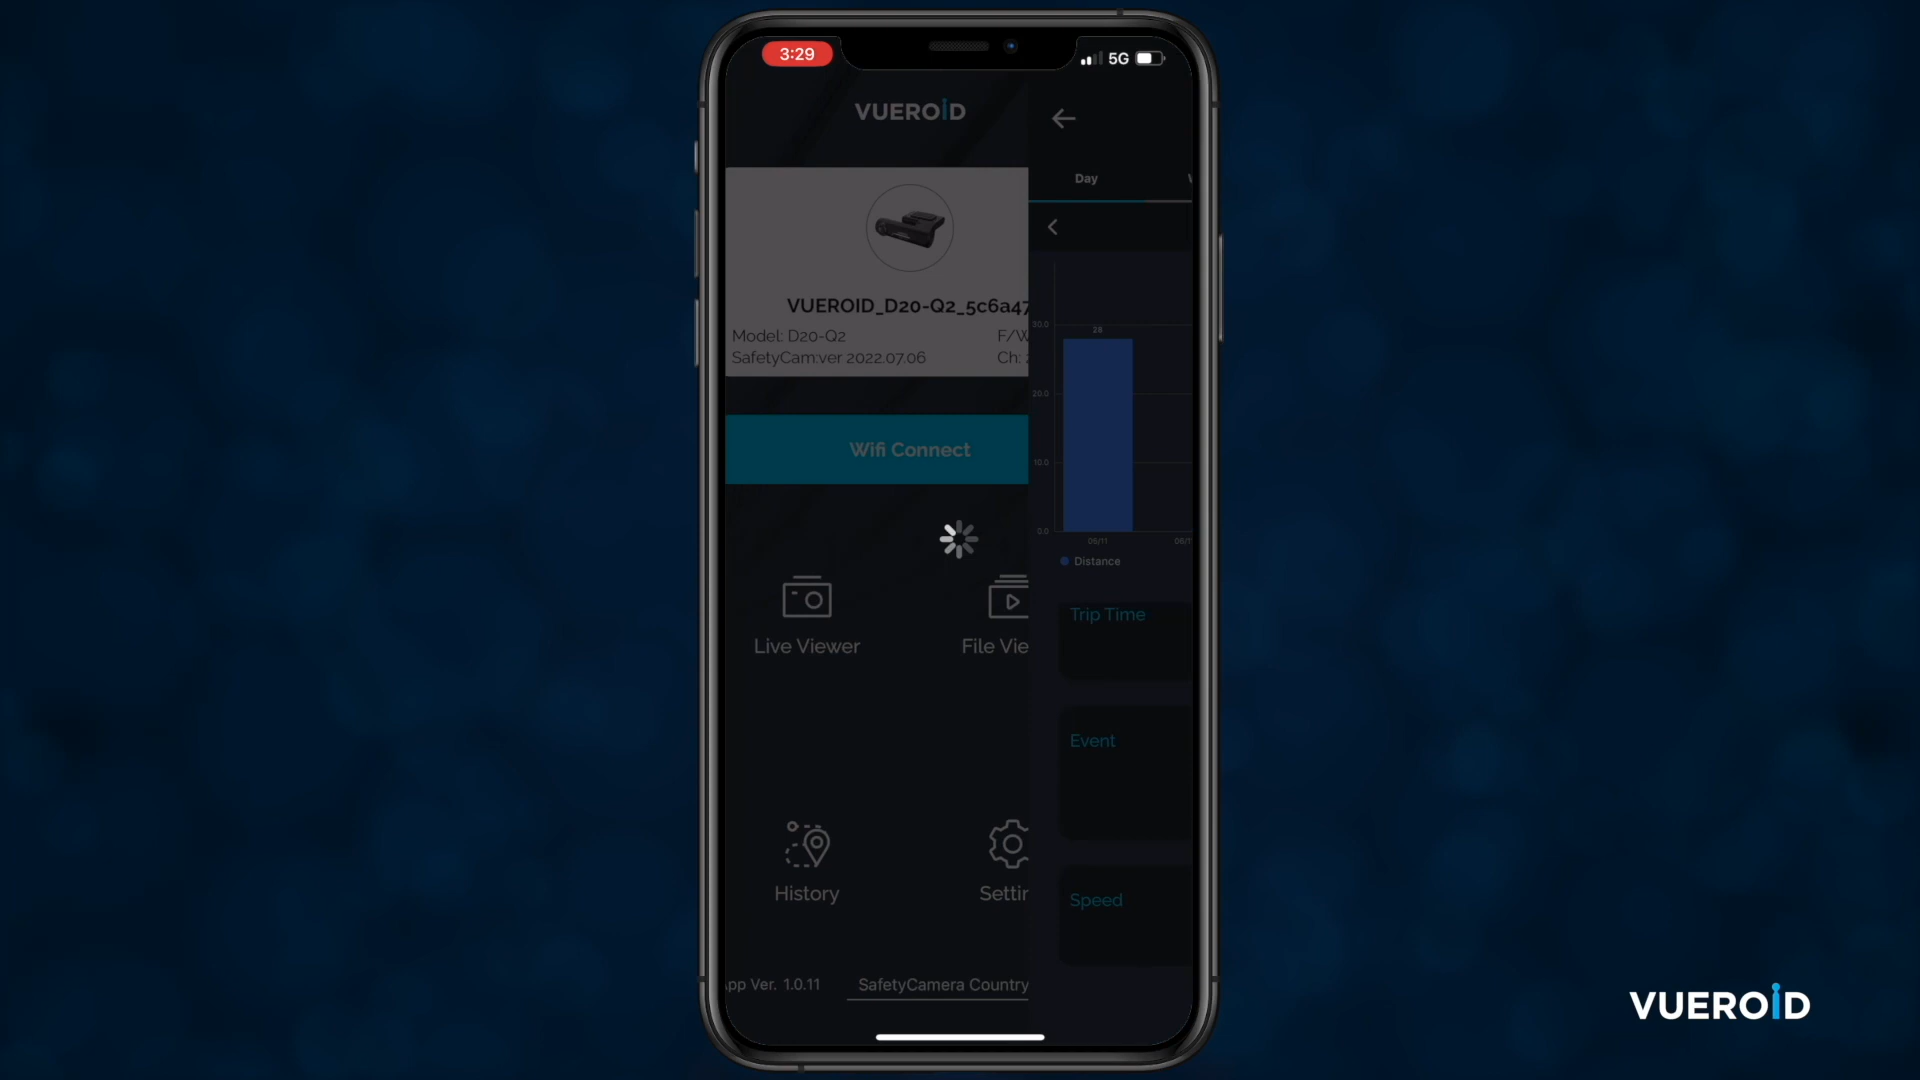 3:29
5G
VUEROiD
Day
VUEROID_D20-Q2_5c6a47
Model: D20-Q2
F/W
SafetyCam:ver 2022.07.06
Ch:
30.0
28
20.0
10.0
0.0
Wifi Connect
Distance
Trip Time
Live Viewer
File Vie
Event
History
Settin
Speed
App Ver. 1.0.11
SafetyCamera Country
VUEROiD